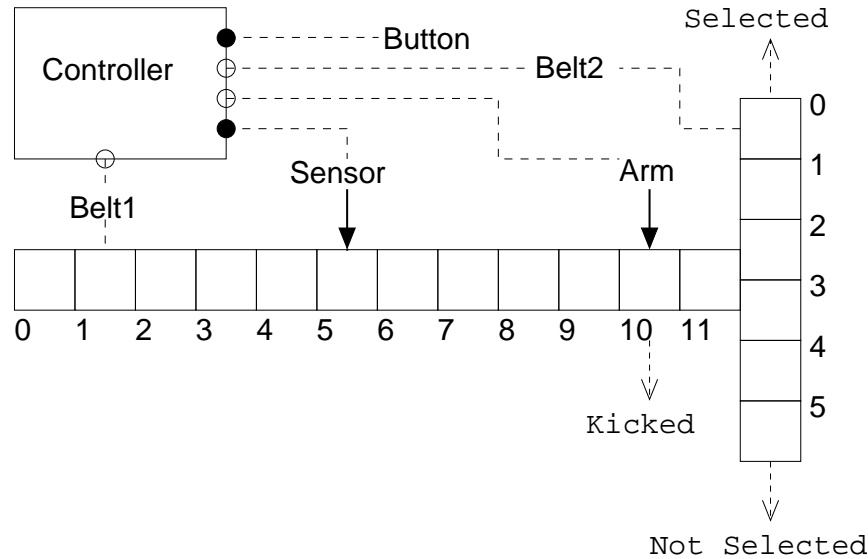 Selected
Button
Controller
Belt2
0
Sensor
Arm
1
Belt1
2
3
0 1 2 3 4 5 6 7 8 9 10 11
4
Kicked
5
Not Selected